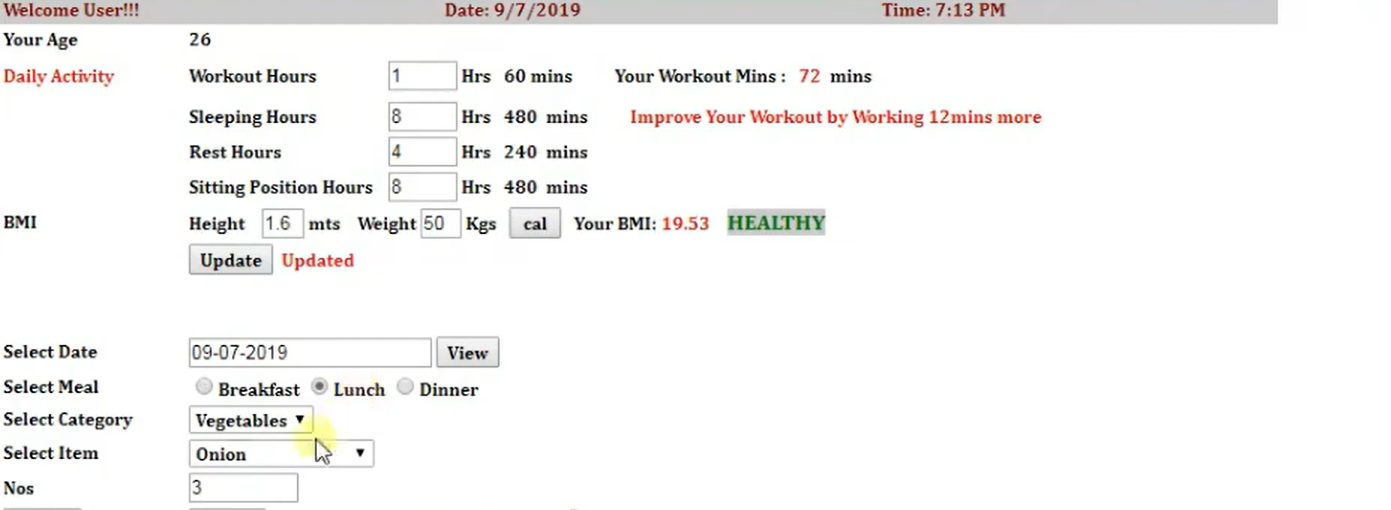 Welcome User!!! Date: 9/7/2019 Time: 7:13 PM
Your Age 26
Daily Activity Workout Hours 1 Hrs 60 mins Your Workout Mins : 72 mins
Sleeping Hours 8 Hrs 480 mins Improve Your Workout by Working 12mins more
Rest Hours 4 Hrs 240 mins
Sitting Position Hours 8 Hrs 480 mins
BMI Height 1.6 mts Weight 50 Kgs cal Your BMI: 19.53 HEALTHY
Update Updated
Select Date 09-07-2019 View
Select Meal Breakfast Lunch Dinner
Select Category Vegetables
Select Item Onion
Nos 3